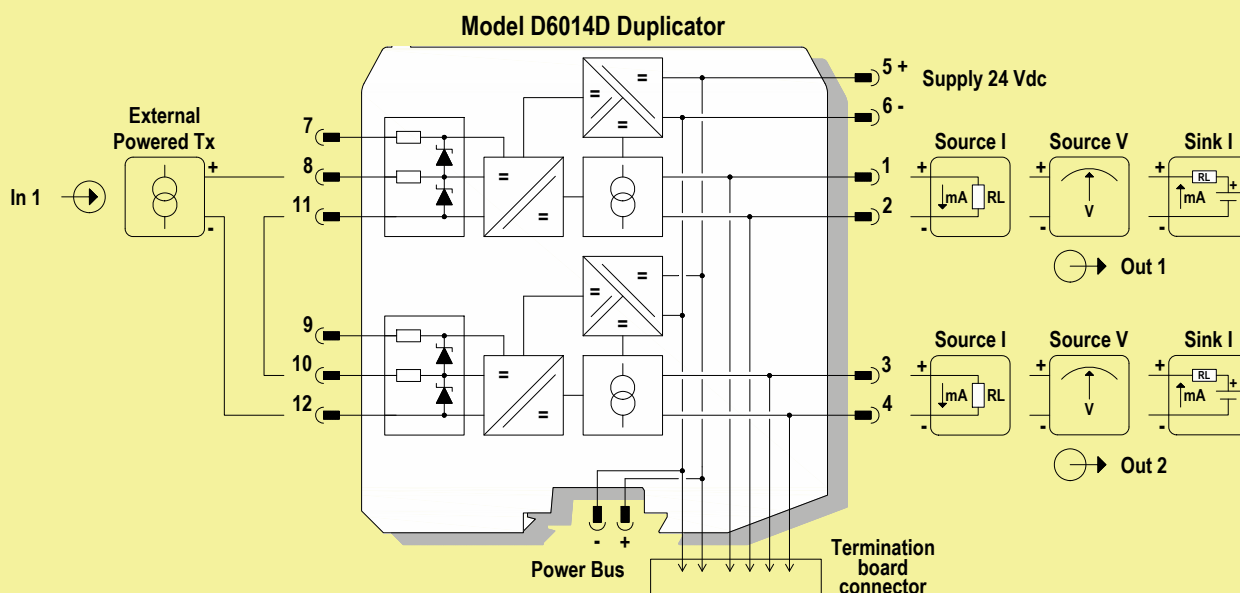 Model D6014D Duplicator
5 +
Supply 24 Vdc
6 -
External
Powered Tx
7
8
11
+
-
In 1
=
=
=
=
=
1
2
Source I
Source V
Sink I
+
mA
RL
-
+
V
-
+
RL
mA
+
-
Out 1
9
10
12
=
=
=
=
=
3
4
Source I
Source V
Sink I
+
mA
RL
-
+
V
-
+
RL
mA
+
-
Out 2
- +
Power Bus
Termination
board
connector